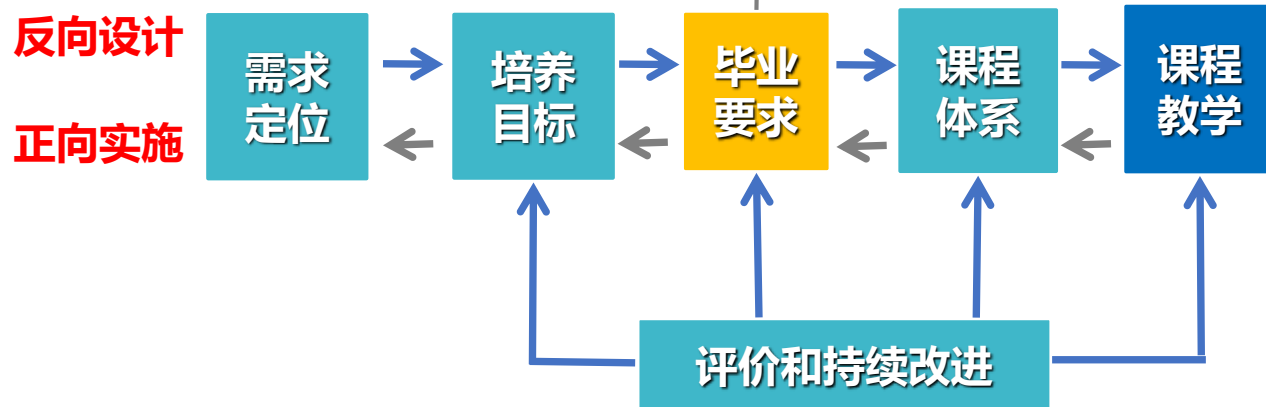 反向设计
正向实施
需求
定位
培养
目标
毕业
要求
课程
体系
课程
教学
评价和持续改进